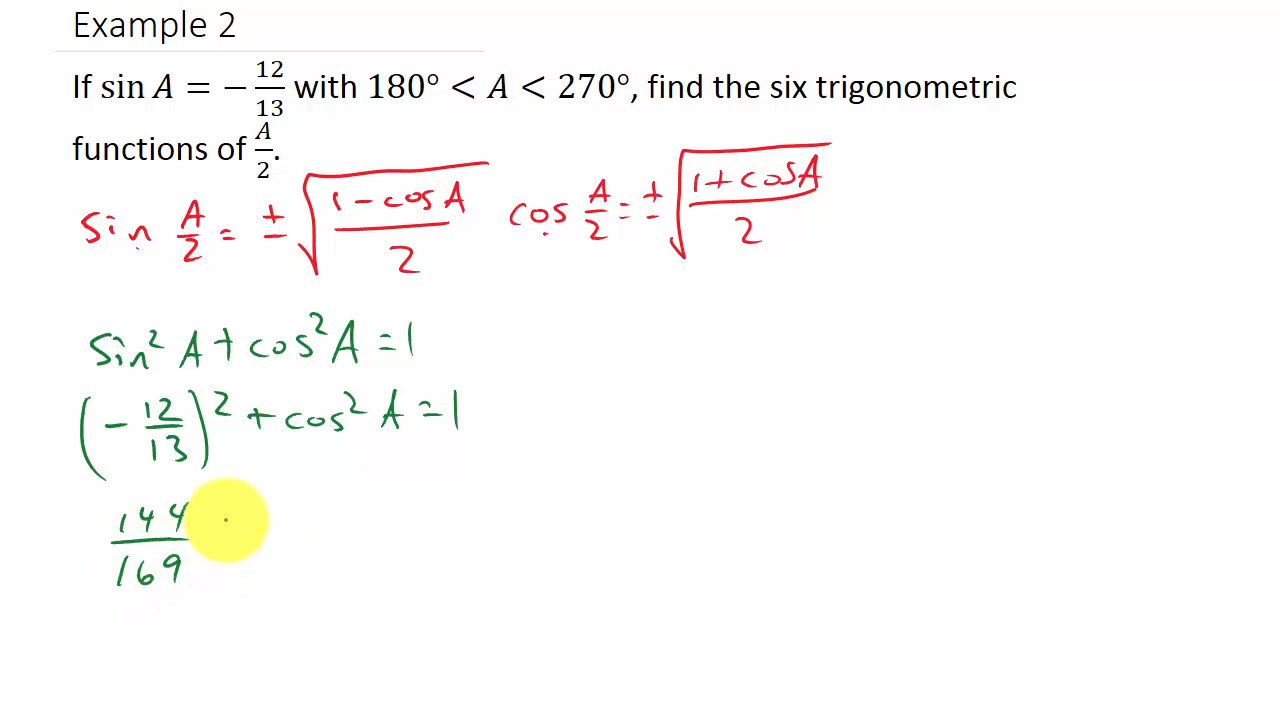 Example 2
If sin A = − 12/13 with 180° < A < 270°, find the six trigonometric
functions of A/2.
sin A/2 = ± √((1 − cos A)/2) cos A/2 = ± √((1 + cos A)/2)
sin² A + cos² A = 1
(− 12/13)² + cos² A = 1
144/169